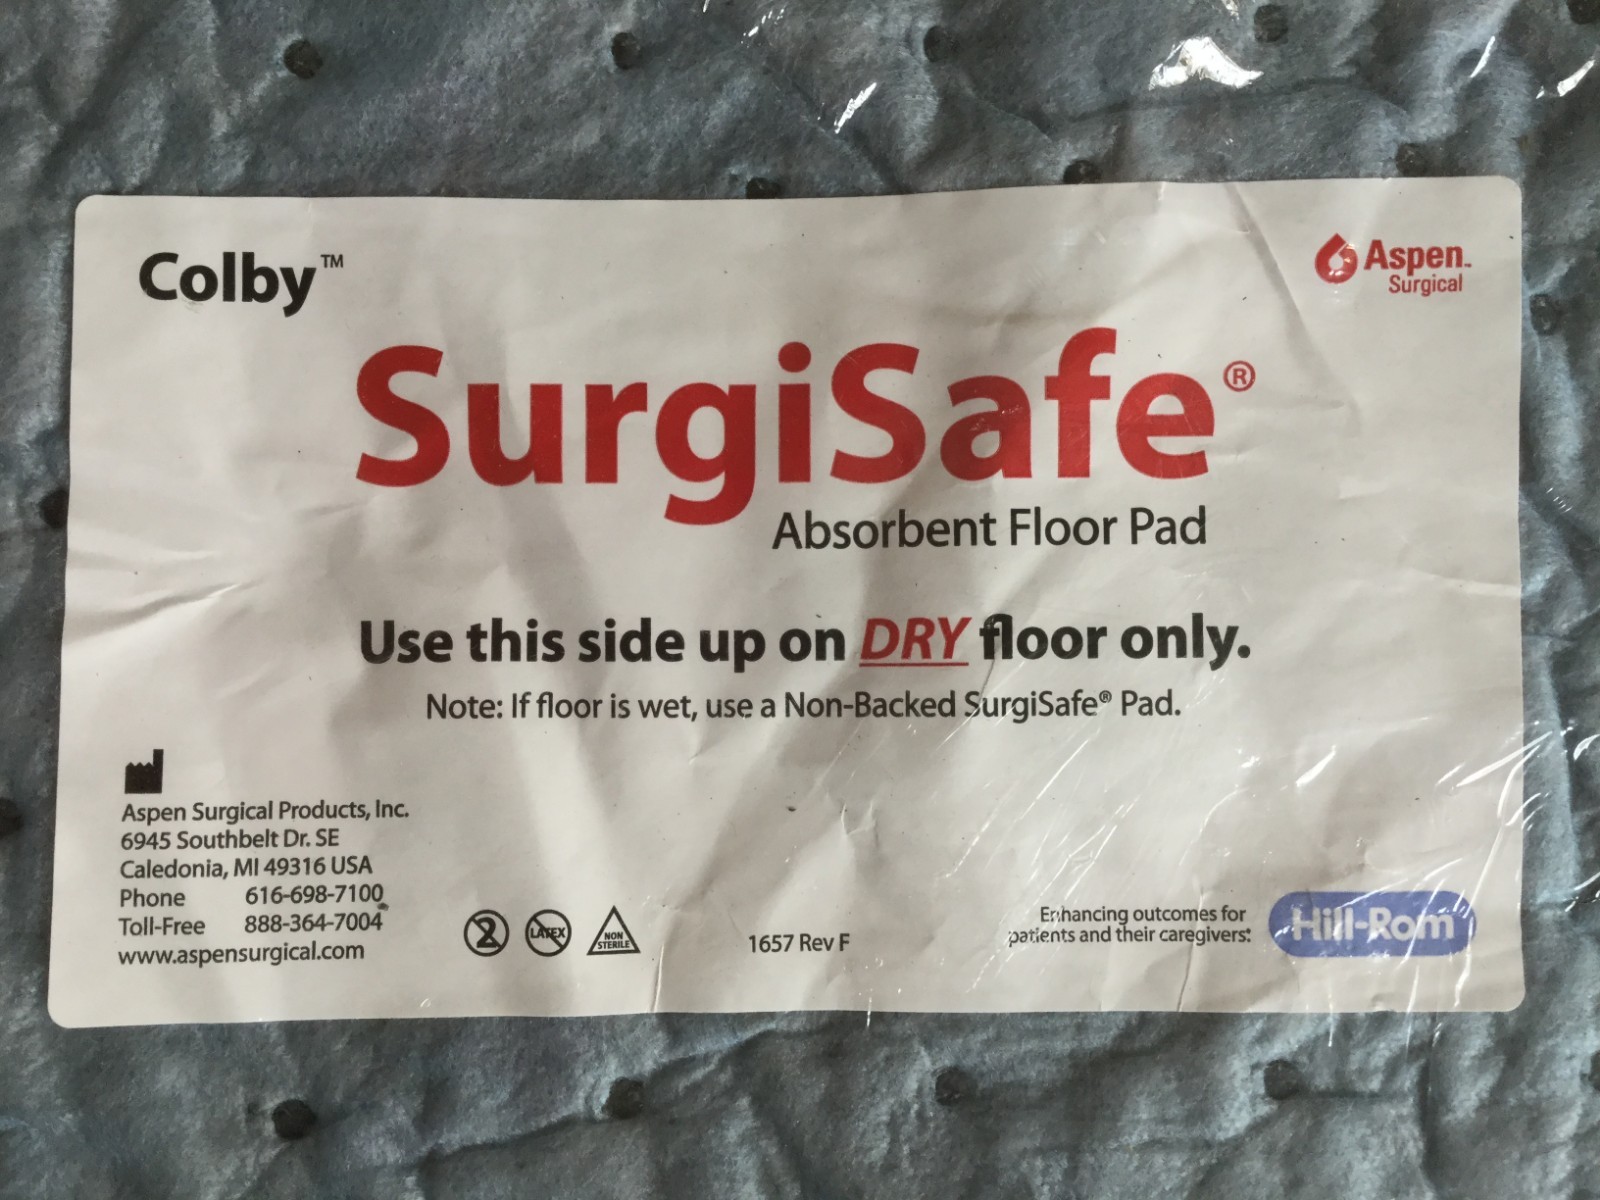 Colby™
Aspen™
Surgical
SurgiSafe®
Absorbent Floor Pad
Use this side up on DRY floor only.
Note: If floor is wet, use a Non-Backed SurgiSafe® Pad.
Aspen Surgical Products, Inc.
6945 Southbelt Dr. SE
Caledonia, MI 49316 USA
Phone 616-698-7100
Toll-Free 888-364-7004
www.aspensurgical.com
2
LATEX
NON
STERILE
1657 Rev F
Enhancing outcomes for
patients and their caregivers:
Hill-Rom